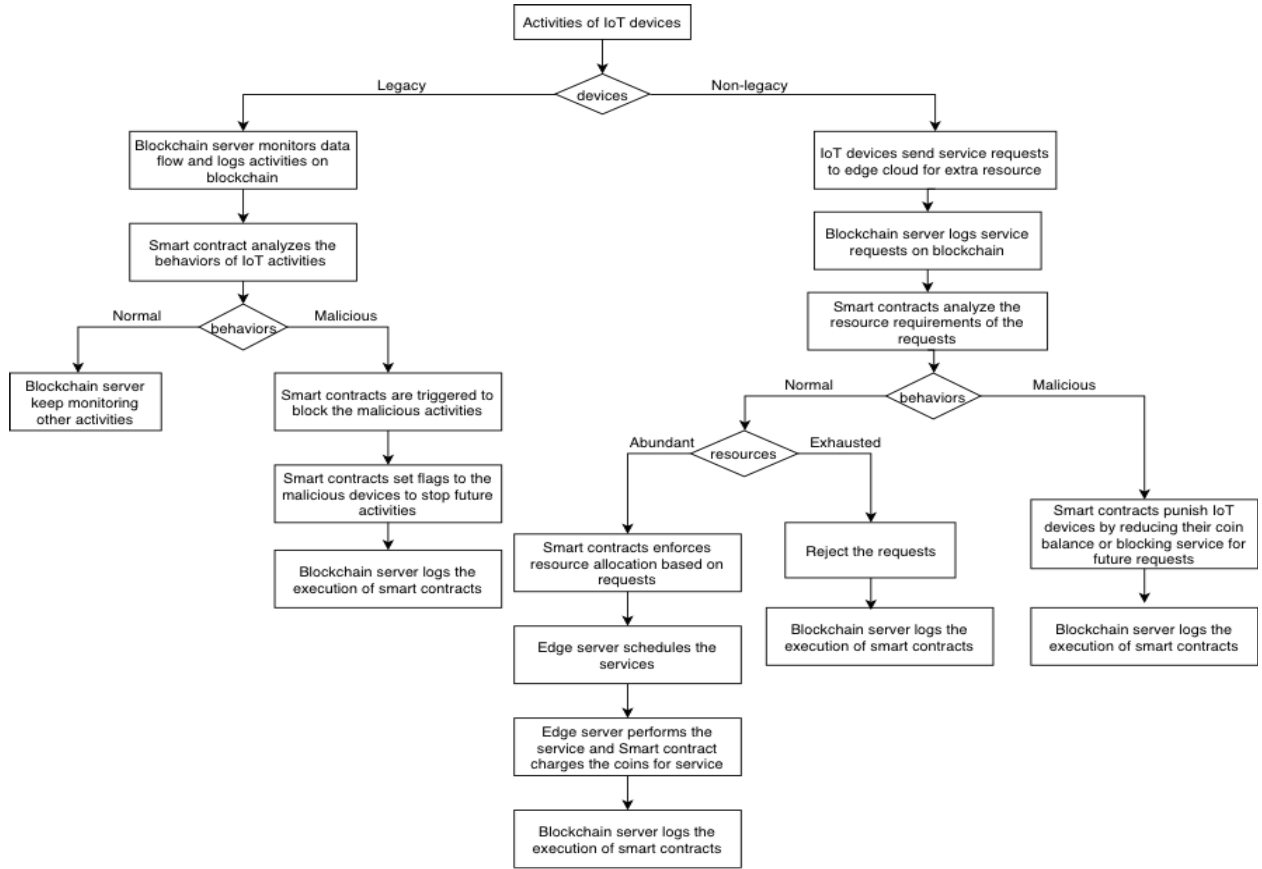 Activities of IoT devices
devices
Legacy
Non-legacy
Blockchain server monitors data
flow and logs activities on
blockchain
Smart contract analyzes the
behaviors of IoT activities
behaviors
Normal
Malicious
Blockchain server
keep monitoring
other activities
Smart contracts are triggered to
block the malicious activities
Smart contracts set flags to the
malicious devices to stop future
activities
Blockchain server logs the
execution of smart contracts
IoT devices send service requests
to edge cloud for extra resource
Blockchain server logs service
requests on blockchain
Smart contracts analyze the
resource requirements of the
requests
behaviors
Normal
Malicious
resources
Abundant
Exhausted
Smart contracts enforces
resource allocation based on
requests
Edge server schedules the
services
Edge server performs the
service and Smart contract
charges the coins for service
Blockchain server logs the
execution of smart contracts
Reject the requests
Blockchain server logs the
execution of smart contracts
Smart contracts punish IoT
devices by reducing their coin
balance or blocking service for
future requests
Blockchain server logs the
execution of smart contracts